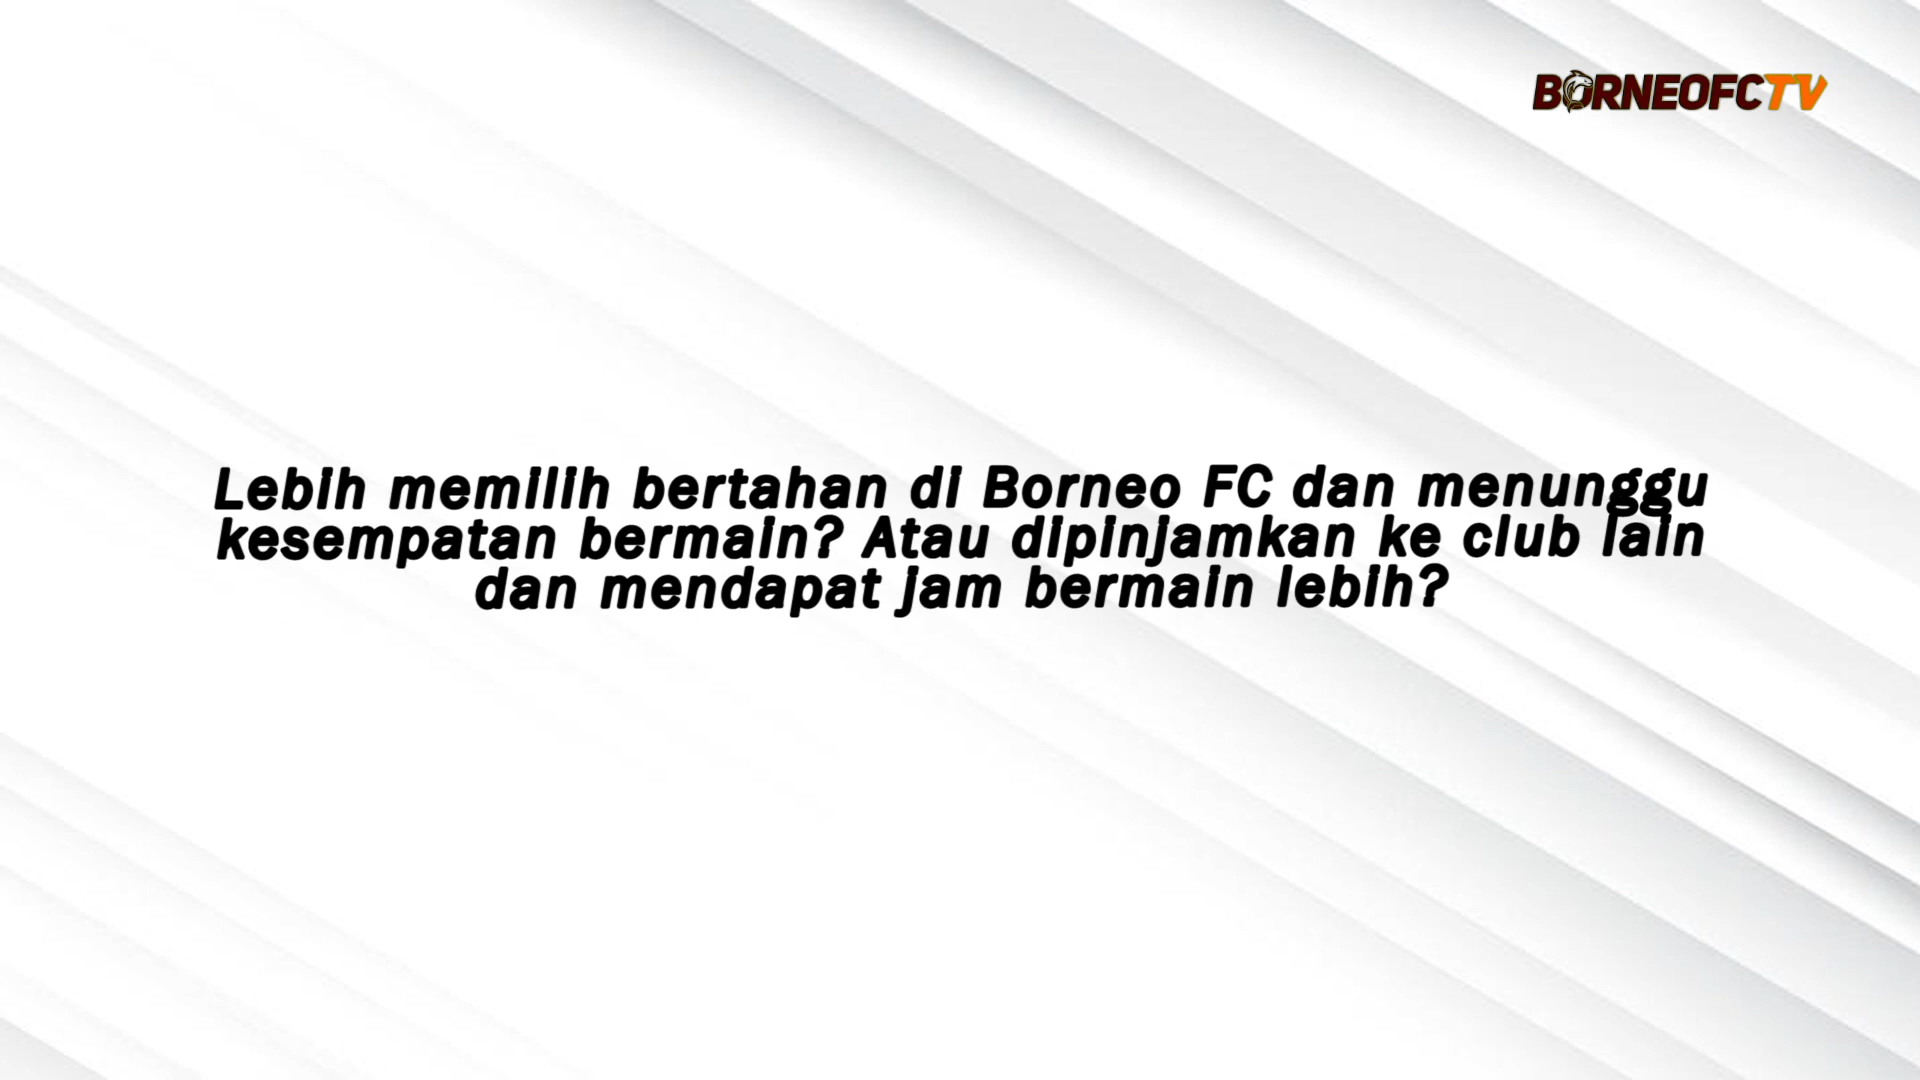 BORNEOFCTV
Lebih memilih bertahan di Borneo FC dan menunggu
kesempatan bermain? Atau dipinjamkan ke club lain
dan mendapat jam bermain lebih?